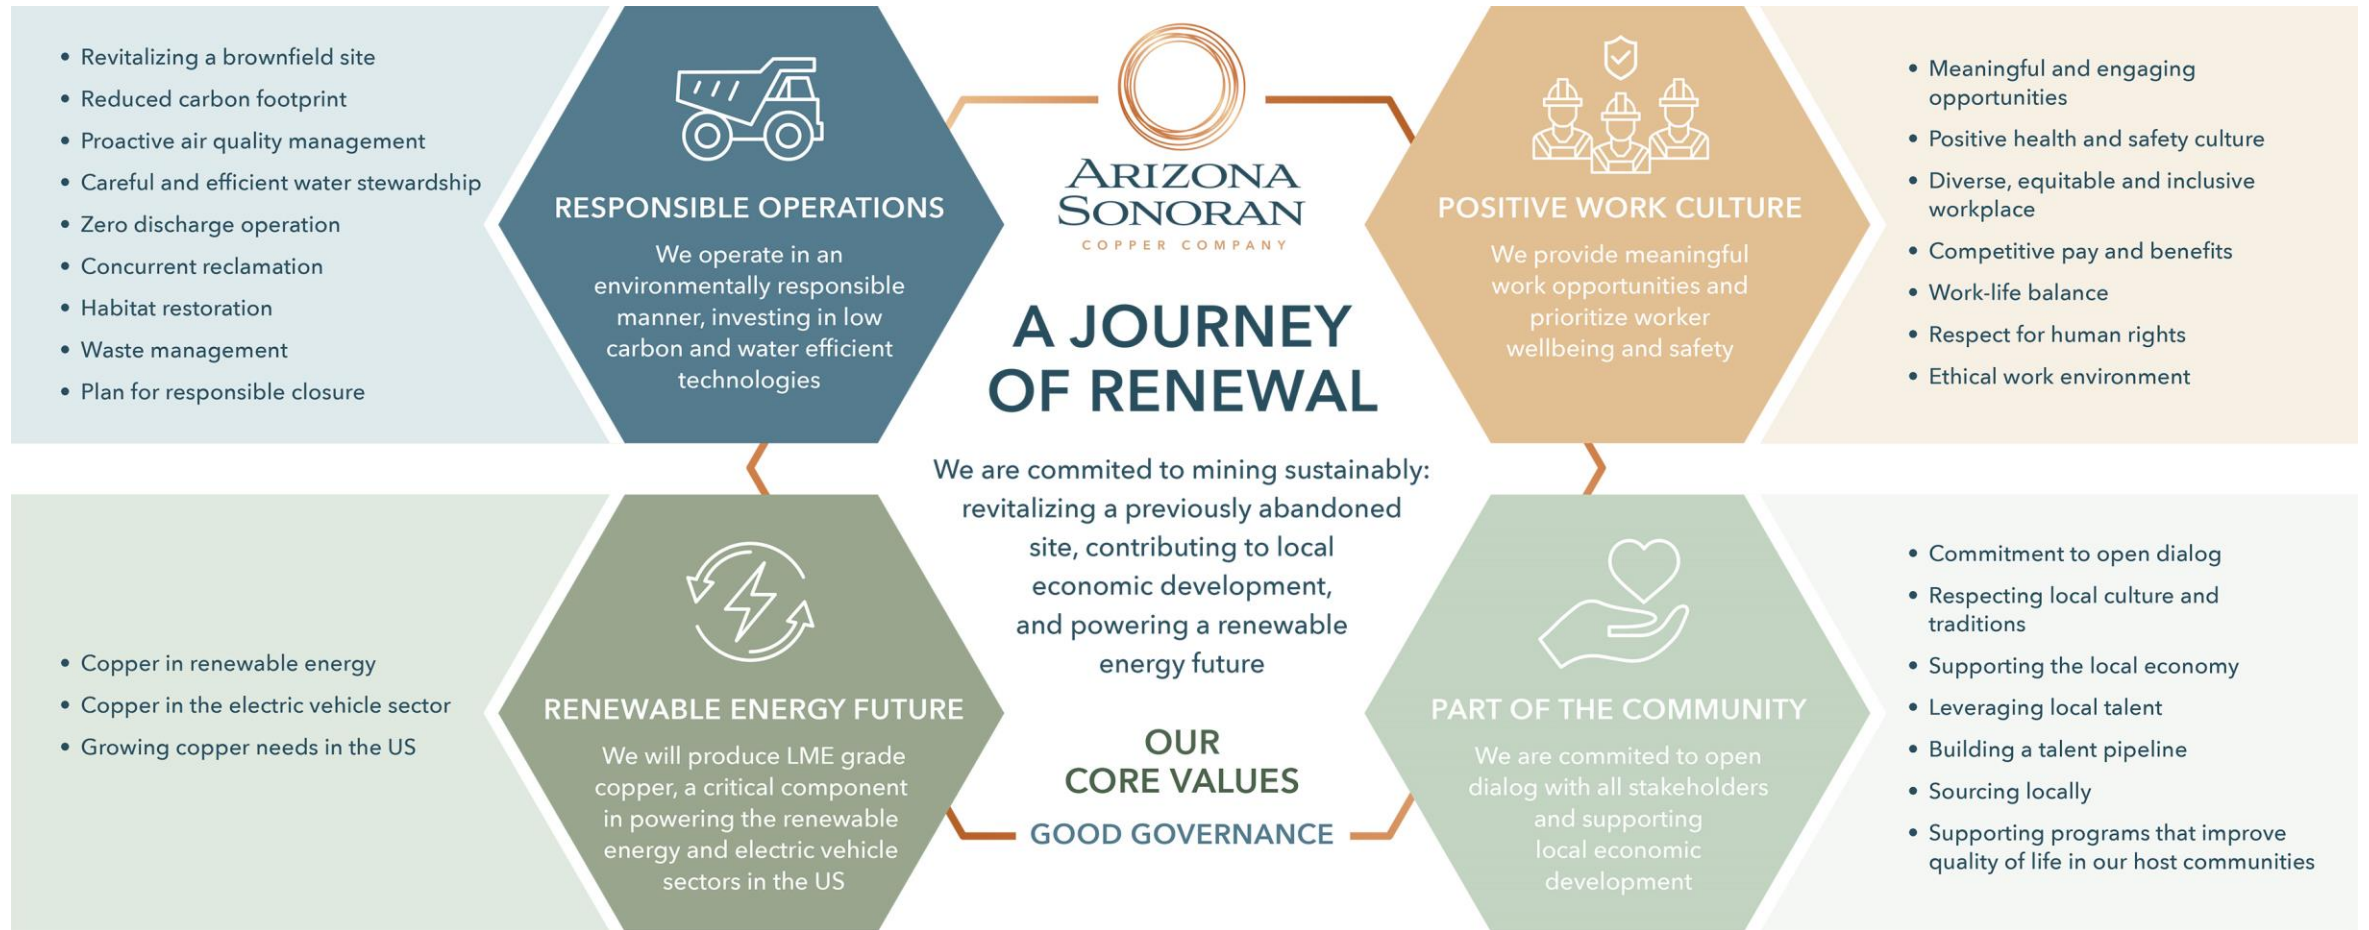 • Revitalizing a brownfield site
• Reduced carbon footprint
• Proactive air quality management
• Careful and efficient water stewardship
• Zero discharge operation
• Concurrent reclamation
• Habitat restoration
• Waste management
• Plan for responsible closure
RESPONSIBLE OPERATIONS
We operate in an
environmentally responsible
manner, investing in low
carbon and water efficient
technologies
ARIZONA
SONORAN
COPPER COMPANY
A JOURNEY
OF RENEWAL
We are commited to mining sustainably:
revitalizing a previously abandoned
site, contributing to local
economic development,
and powering a renewable
energy future
OUR
CORE VALUES
GOOD GOVERNANCE
POSITIVE WORK CULTURE
We provide meaningful
work opportunities and
prioritize worker
wellbeing and safety
• Meaningful and engaging
opportunities
• Positive health and safety culture
• Diverse, equitable and inclusive
workplace
• Competitive pay and benefits
• Work-life balance
• Respect for human rights
• Ethical work environment
• Copper in renewable energy
• Copper in the electric vehicle sector
• Growing copper needs in the US
RENEWABLE ENERGY FUTURE
We will produce LME grade
copper, a critical component
in powering the renewable
energy and electric vehicle
sectors in the US
PART OF THE COMMUNITY
We are commited to open
dialog with all stakeholders
and supporting
local economic
development
• Commitment to open dialog
• Respecting local culture and
traditions
• Supporting the local economy
• Leveraging local talent
• Building a talent pipeline
• Sourcing locally
• Supporting programs that improve
quality of life in our host communities